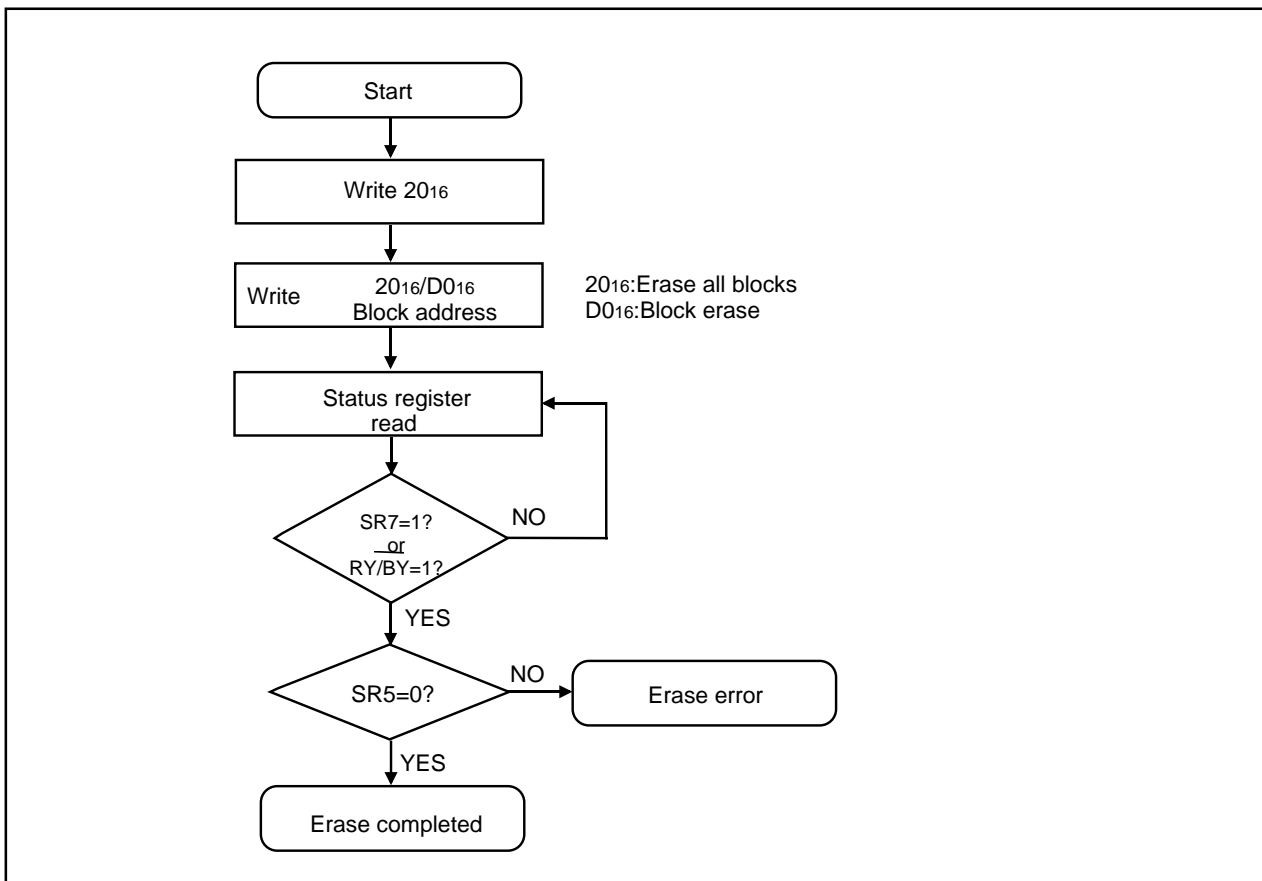 Start
Write 2016
Write 2016/D016
Block address
2016:Erase all blocks
D016:Block erase
Status register
read
SR7=1?
or
RY/BY=1?
NO
YES
SR5=0?
NO
Erase error
YES
Erase completed